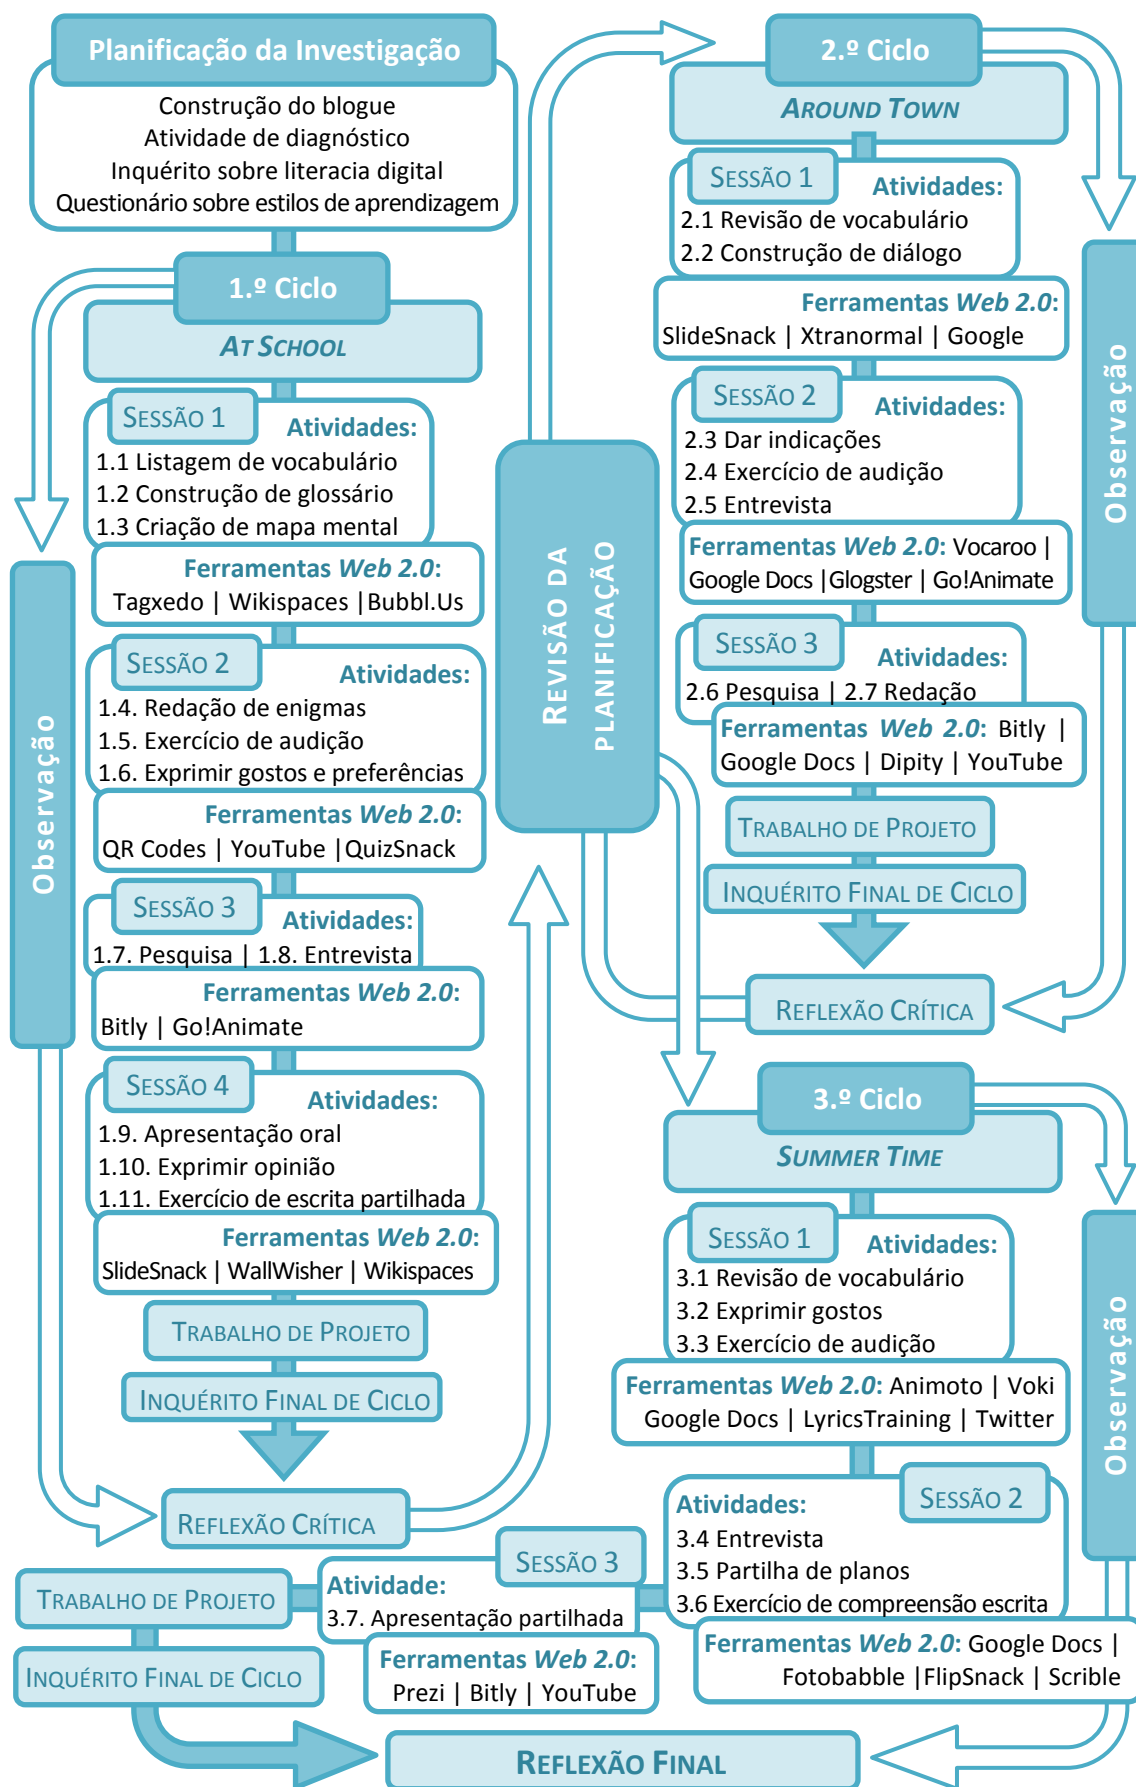 Planificação da Investigação
Construção do blogue
Atividade de diagnóstico
Inquérito sobre literacia digital
Questionário sobre estilos de aprendizagem
1.º Ciclo
AT SCHOOL
SESSÃO 1
Atividades:
1.1 Listagem de vocabulário
1.2 Construção de glossário
1.3 Criação de mapa mental
Ferramentas Web 2.0:
Tagxedo | Wikispaces |Bubbl.Us
SESSÃO 2
Atividades:
1.4. Redação de enigmas
1.5. Exercício de audição
1.6. Exprimir gostos e preferências
Ferramentas Web 2.0:
QR Codes | YouTube |QuizSnack
SESSÃO 3
Atividades:
1.7. Pesquisa | 1.8. Entrevista
Ferramentas Web 2.0:
Bitly | Go!Animate
SESSÃO 4
Atividades:
1.9. Apresentação oral
1.10. Exprimir opinião
1.11. Exercício de escrita partilhada
Ferramentas Web 2.0:
SlideSnack | WallWisher | Wikispaces
TRABALHO DE PROJETO
INQUÉRITO FINAL DE CICLO
REFLEXÃO CRÍTICA
Observação
REVISÃO DA
PLANIFICAÇÃO
2.º Ciclo
AROUND TOWN
SESSÃO 1
Atividades:
2.1 Revisão de vocabulário
2.2 Construção de diálogo
Ferramentas Web 2.0:
SlideSnack | Xtranormal | Google
SESSÃO 2
Atividades:
2.3 Dar indicações
2.4 Exercício de audição
2.5 Entrevista
Ferramentas Web 2.0: Vocaroo |
Google Docs |Glogster | Go!Animate
SESSÃO 3
Atividades:
2.6 Pesquisa | 2.7 Redação
Ferramentas Web 2.0: Bitly |
Google Docs | Dipity | YouTube
TRABALHO DE PROJETO
INQUÉRITO FINAL DE CICLO
REFLEXÃO CRÍTICA
Observação
3.º Ciclo
SUMMER TIME
SESSÃO 1
Atividades:
3.1 Revisão de vocabulário
3.2 Exprimir gostos
3.3 Exercício de audição
Ferramentas Web 2.0: Animoto | Voki
Google Docs | LyricsTraining | Twitter
SESSÃO 2
Atividades:
3.4 Entrevista
3.5 Partilha de planos
3.6 Exercício de compreensão escrita
Ferramentas Web 2.0: Google Docs |
Fotobabble |FlipSnack | Scrible
Observação
SESSÃO 3
Atividade:
3.7. Apresentação partilhada
Ferramentas Web 2.0:
Prezi | Bitly | YouTube
TRABALHO DE PROJETO
INQUÉRITO FINAL DE CICLO
REFLEXÃO FINAL